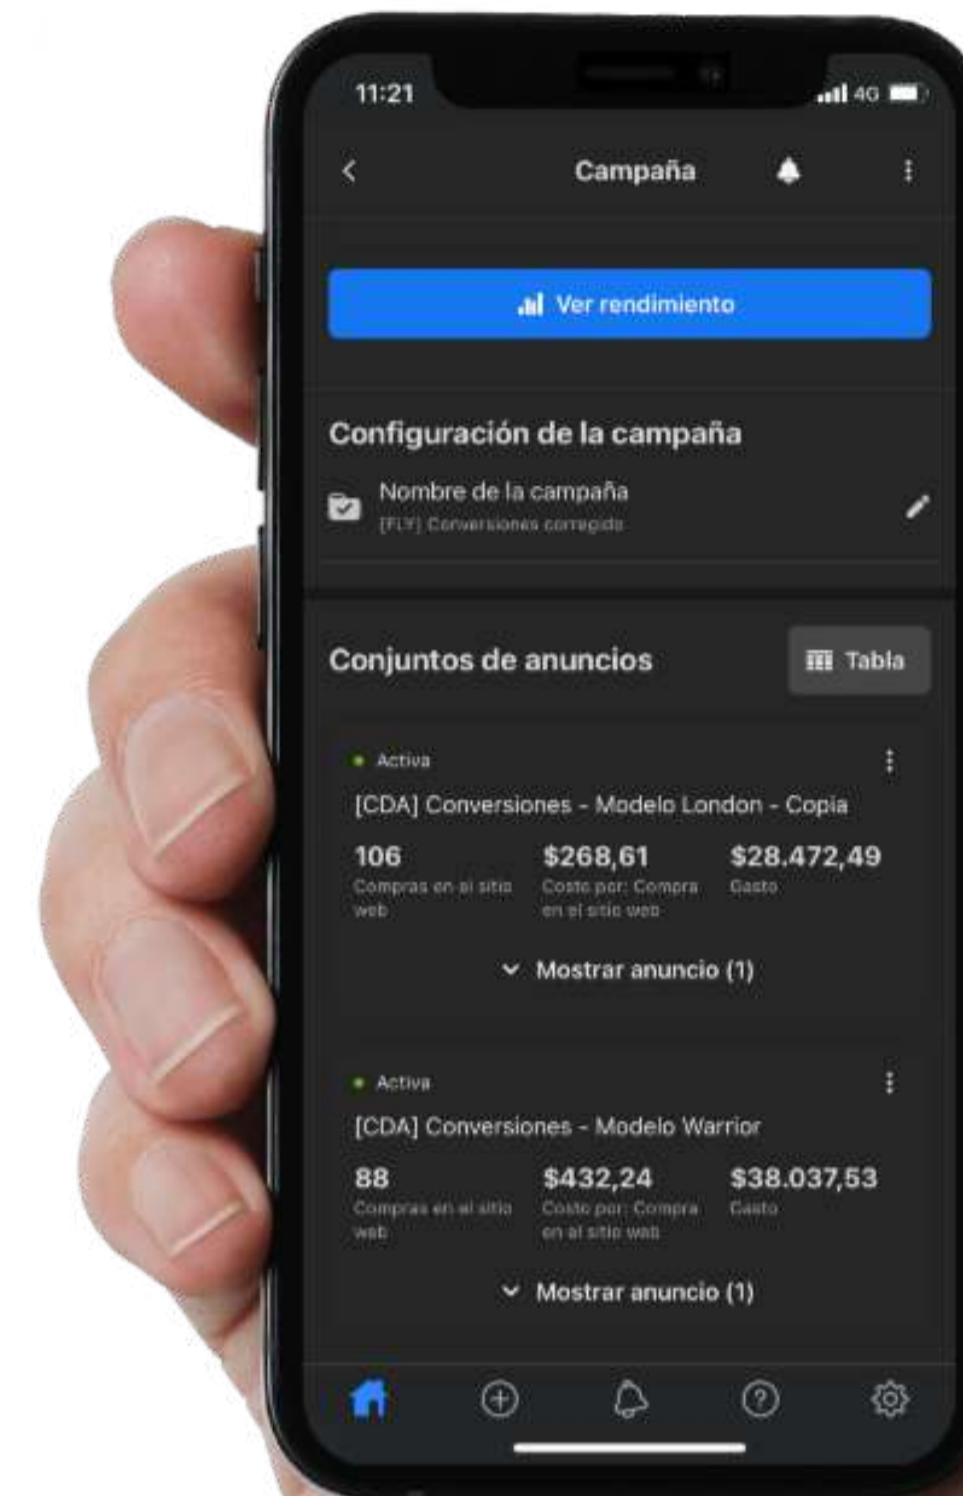 11:21
4G
Campaña
Ver rendimiento
Configuración de la campaña
Nombre de la campaña
[FLY] Conversiones corregido
Conjuntos de anuncios
Tabla
Activa
[CDA] Conversiones - Modelo London - Copia
106 $268,61 $28.472,49
Compras en el sitio web
Costo por: Compra en el sitio web
Gasto
Mostrar anuncio (1)
Activa
[CDA] Conversiones - Modelo Warrior
88 $432,24 $38.037,53
Compras en el sitio web
Costo por: Compra en el sitio web
Gasto
Mostrar anuncio (1)